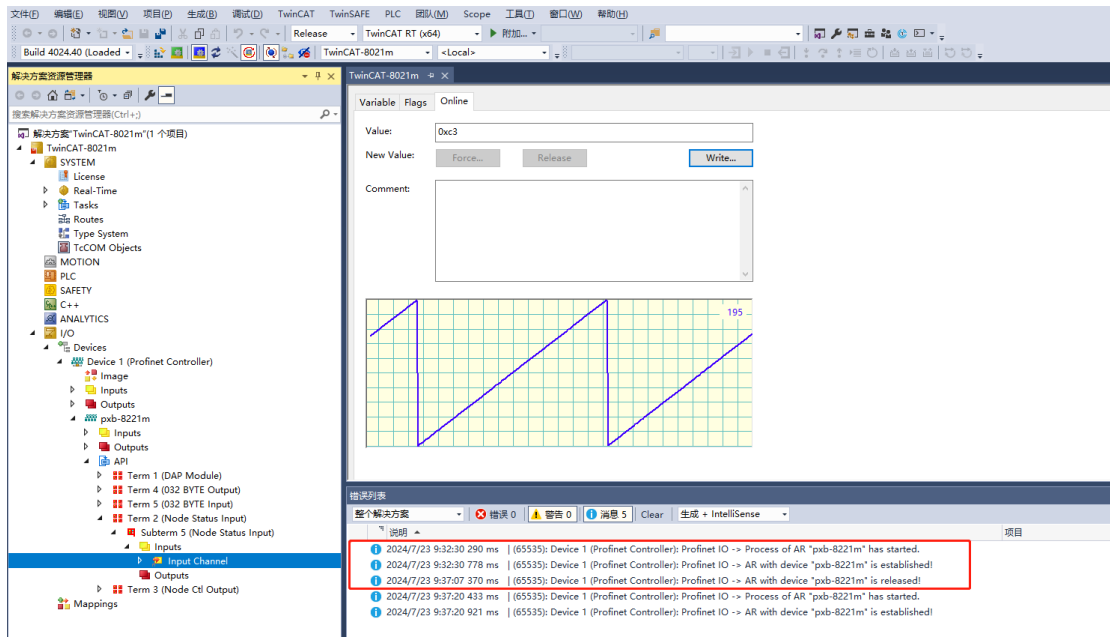 文件(F) 编辑(E) 视图(V) 项目(P) 生成(B) 调试(D) TwinCAT TwinSAFE PLC 团队(M) Scope 工具(T) 窗口(W) 帮助(H)
Release TwinCAT RT (x64) 附加...
Build 4024.40 (Loaded TwinCAT-8021m <Local>
解决方案资源管理器
搜索解决方案资源管理器(Ctrl+;)
解决方案"TwinCAT-8021m"(1 个项目)
TwinCAT-8021m
SYSTEM
License
Real-Time
Tasks
Routes
Type System
TcCOM Objects
MOTION
PLC
SAFETY
C++
ANALYTICS
I/O
Devices
Device 1 (Profinet Controller)
Image
Inputs
Outputs
pxb-8221m
Inputs
Outputs
API
Term 1 (DAP Module)
Term 4 (032 BYTE Output)
Term 5 (032 BYTE Input)
Term 2 (Node Status Input)
Subterm 5 (Node Status Input)
Inputs
Input Channel
Outputs
Term 3 (Node Ctl Output)
Mappings
TwinCAT-8021m
Variable Flags Online
Value: 0xc3
New Value: Force... Release Write...
Comment:
195
错误列表
整个解决方案 错误 0 警告 0 消息 5 Clear 生成 + IntelliSense
说明 项目
2024/7/23 9:32:30 290 ms | (65535): Device 1 (Profinet Controller): Profinet IO -> Process of AR "pxb-8221m" has started.
2024/7/23 9:32:30 778 ms | (65535): Device 1 (Profinet Controller): Profinet IO -> AR with device "pxb-8221m" is established!
2024/7/23 9:37:07 370 ms | (65535): Device 1 (Profinet Controller): Profinet IO -> AR with device "pxb-8221m" is released!
2024/7/23 9:37:20 433 ms | (65535): Device 1 (Profinet Controller): Profinet IO -> Process of AR "pxb-8221m" has started.
2024/7/23 9:37:20 921 ms | (65535): Device 1 (Profinet Controller): Profinet IO -> AR with device "pxb-8221m" is established!